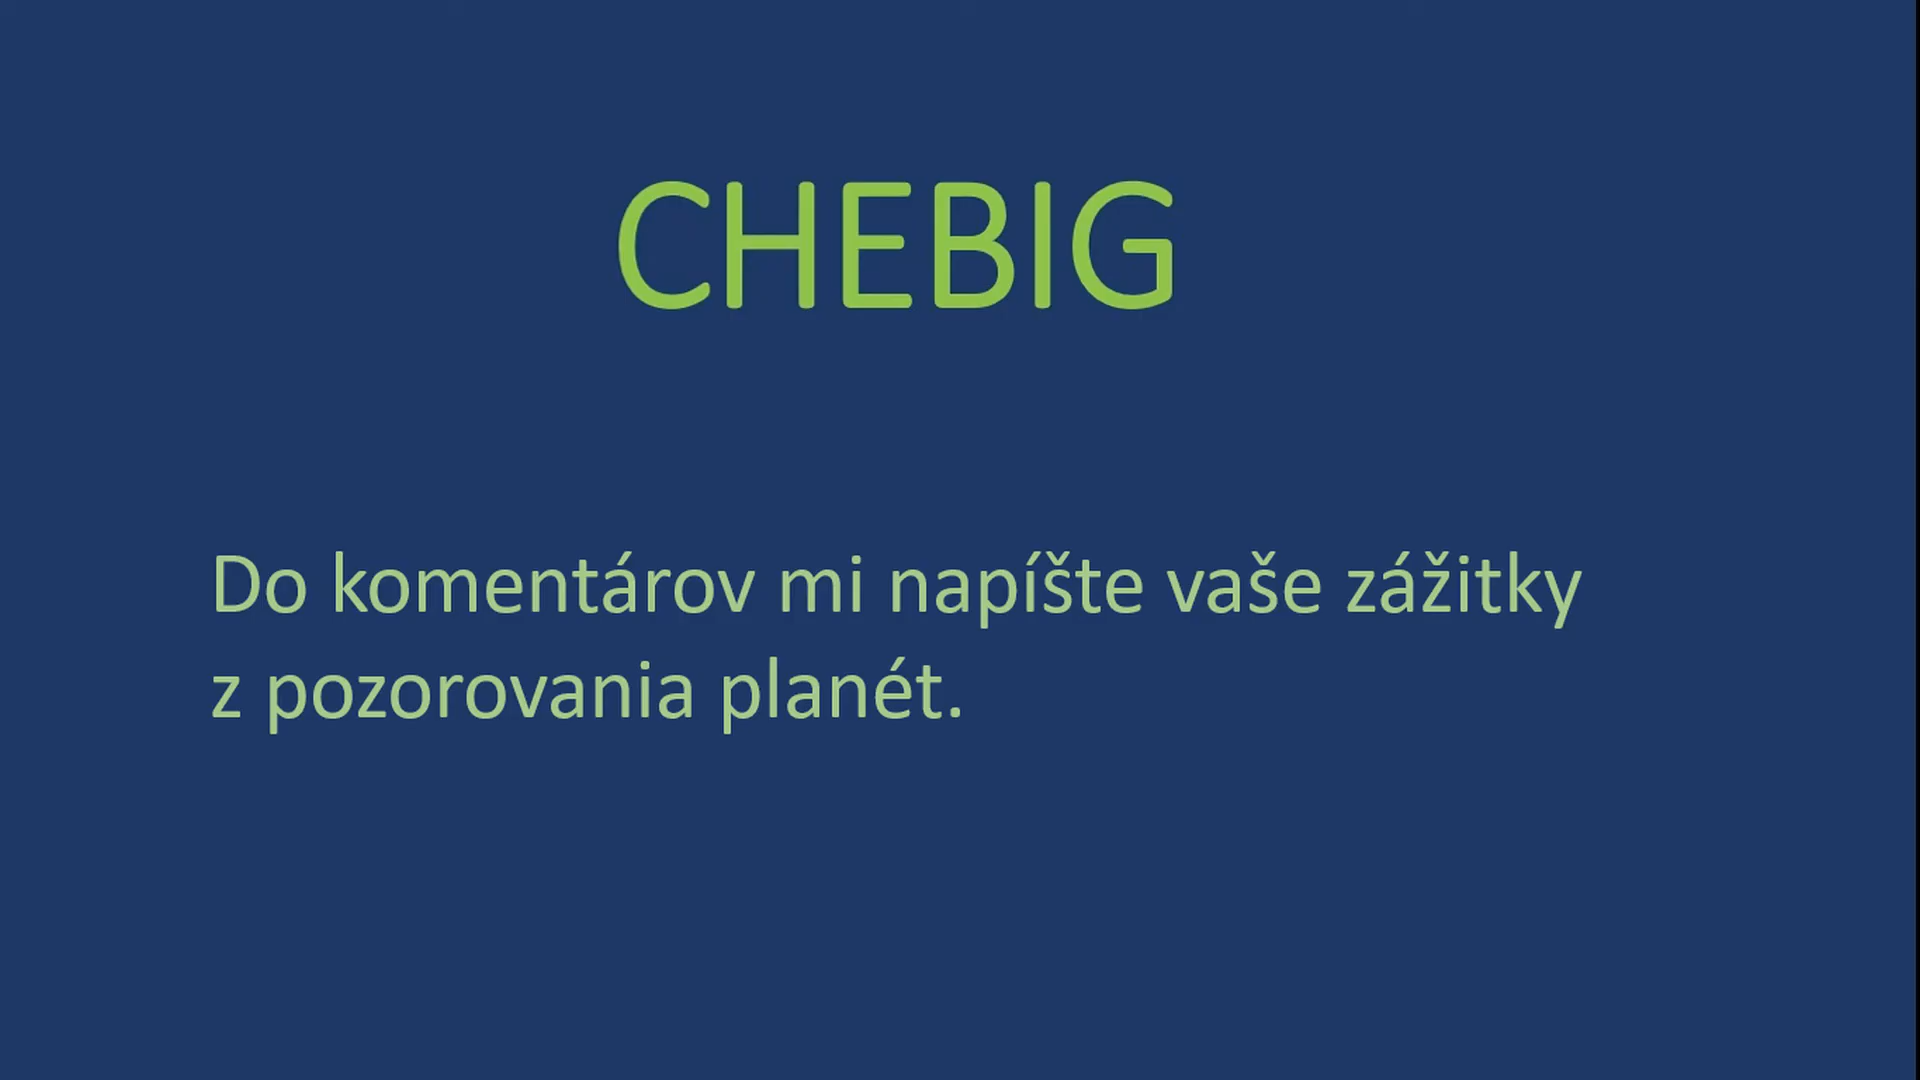 CHEBIG
Do komentárov mi napíšte vaše zážitky
z pozorovania planét.